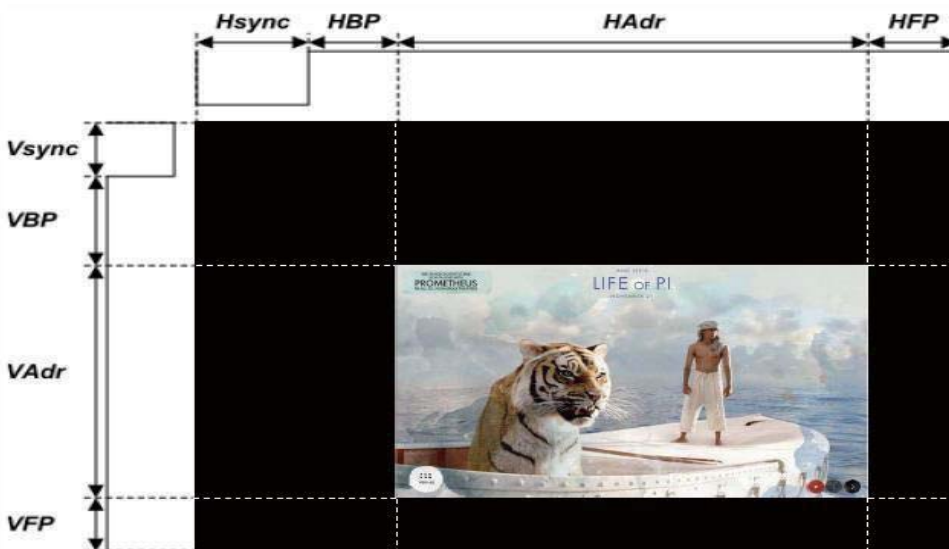 Hsync HBP HAdr HFP
Vsync
VBP
VAdr
VFP
PROMETHEUS
LIFE OF PI